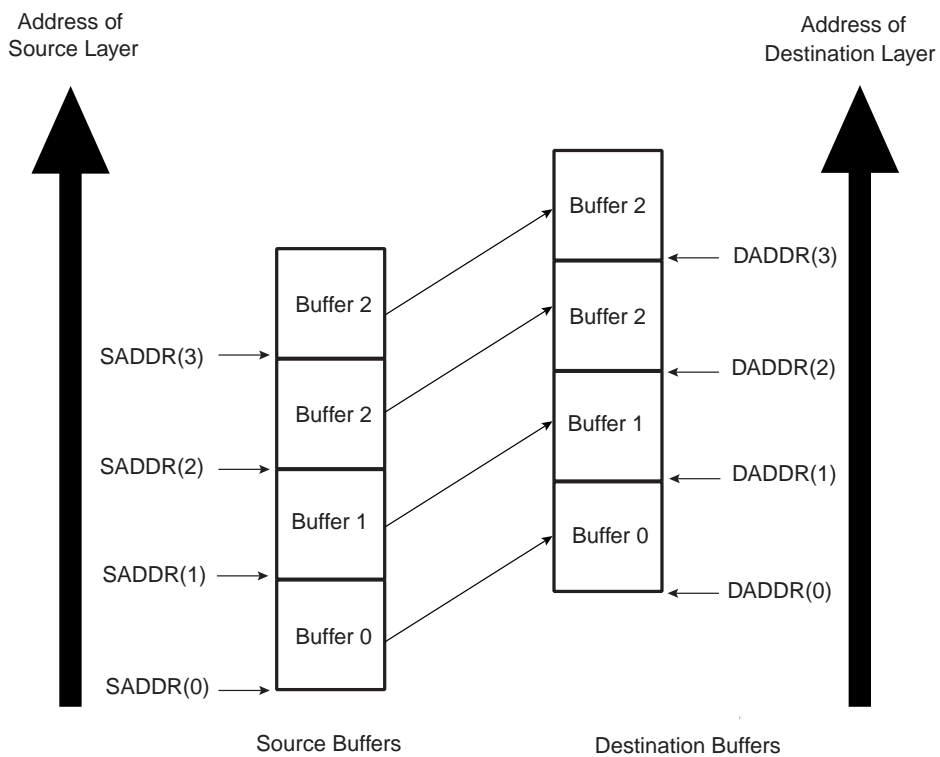 Address of
Source Layer
Address of
Destination Layer
Buffer 2
DADDR(3)
Buffer 2
Buffer 2
SADDR(3)
DADDR(2)
Buffer 2
Buffer 1
SADDR(2)
DADDR(1)
Buffer 1
Buffer 0
SADDR(1)
DADDR(0)
Buffer 0
SADDR(0)
Source Buffers
Destination Buffers